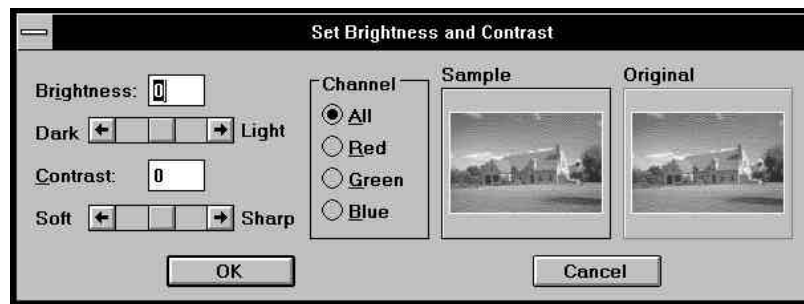 Set Brightness and Contrast
Brightness: 0
Dark Light
Contrast: 0
Soft Sharp
Channel
All
Red
Green
Blue
Sample
Original
OK
Cancel